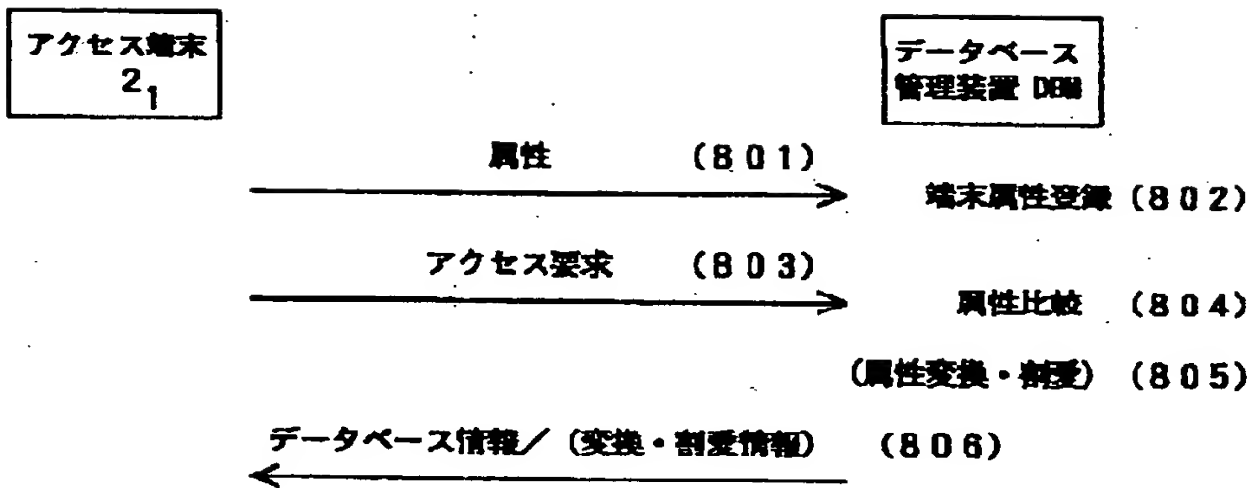 アクセス端末
2₁
データベース
管理装置 DBM
属性 (801)
端末属性登録 (802)
アクセス要求 (803)
属性比較 (804)
(属性変換・割愛) (805)
データベース情報/(変換・割愛情報) (806)